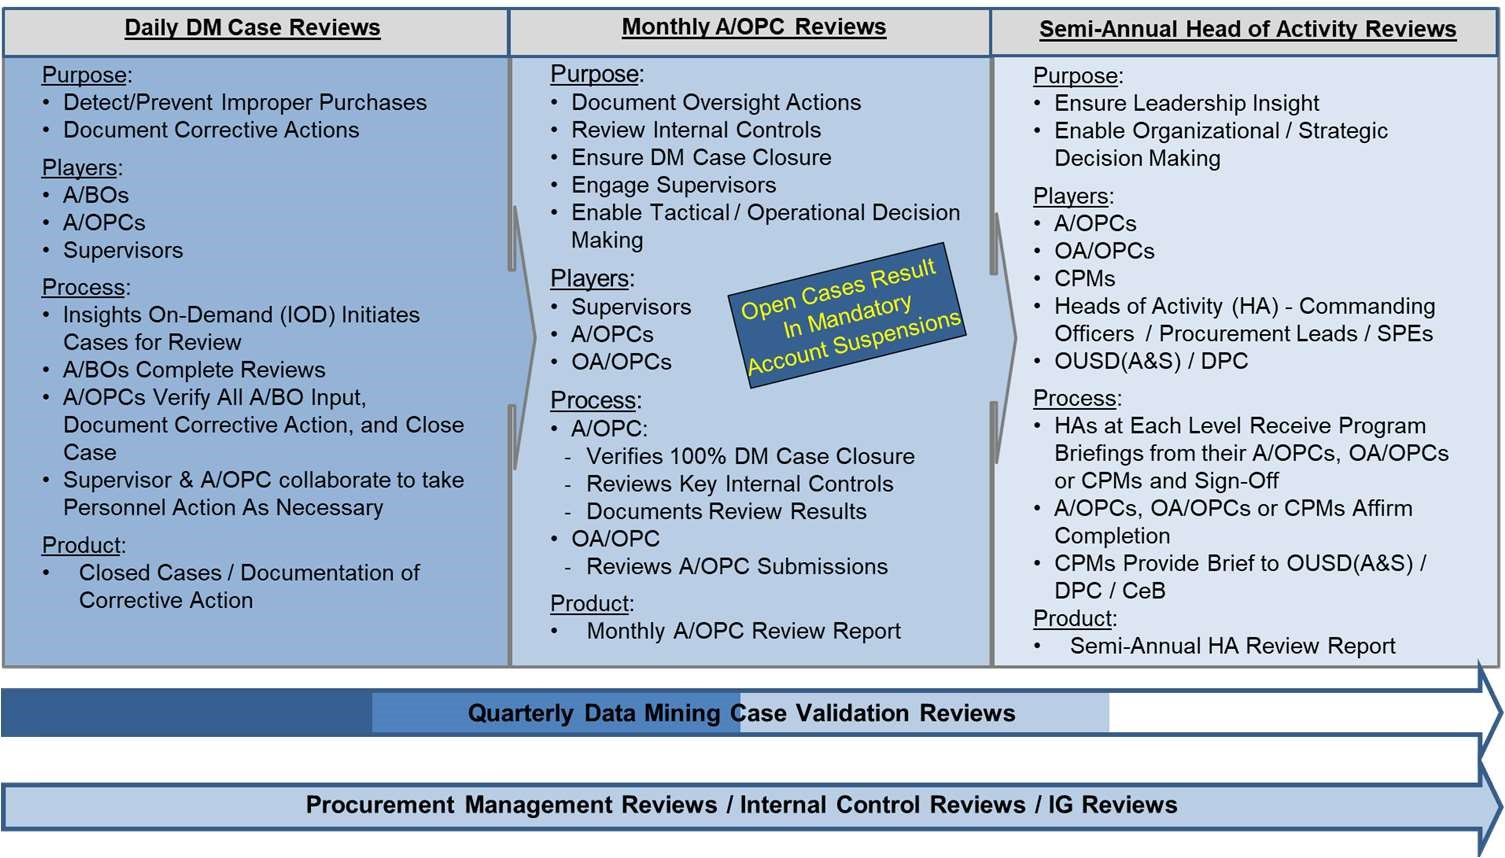 Daily DM Case Reviews
Purpose:
• Detect/Prevent Improper Purchases
• Document Corrective Actions
Players:
• A/BOs
• A/OPCs
• Supervisors
Process:
• Insights On-Demand (IOD) Initiates
Cases for Review
• A/BOs Complete Reviews
• A/OPCs Verify All A/BO Input,
Document Corrective Action, and Close
Case
• Supervisor & A/OPC collaborate to take
Personnel Action As Necessary
Product:
• Closed Cases / Documentation of
Corrective Action
Monthly A/OPC Reviews
Purpose:
• Document Oversight Actions
• Review Internal Controls
• Ensure DM Case Closure
• Engage Supervisors
• Enable Tactical / Operational Decision
Making
Players:
• Supervisors
• A/OPCs
• OA/OPCs
Open Cases Result
In Mandatory
Account Suspensions
Process:
• A/OPC:
- Verifies 100% DM Case Closure
- Reviews Key Internal Controls
- Documents Review Results
• OA/OPC
- Reviews A/OPC Submissions
Product:
• Monthly A/OPC Review Report
Semi-Annual Head of Activity Reviews
Purpose:
• Ensure Leadership Insight
• Enable Organizational / Strategic
Decision Making
Players:
• A/OPCs
• OA/OPCs
• CPMs
• Heads of Activity (HA) - Commanding
Officers / Procurement Leads / SPEs
• OUSD(A&S) / DPC
Process:
• HAs at Each Level Receive Program
Briefings from their A/OPCs, OA/OPCs
or CPMs and Sign-Off
• A/OPCs, OA/OPCs or CPMs Affirm
Completion
• CPMs Provide Brief to OUSD(A&S) /
DPC / CeB
Product:
• Semi-Annual HA Review Report
Quarterly Data Mining Case Validation Reviews
Procurement Management Reviews / Internal Control Reviews / IG Reviews